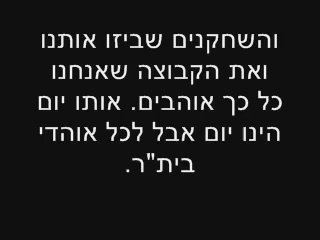 והשחקנים שביזו אותנו
ואת הקבוצה שאנחנו
כל כך אוהבים. אותו יום
הינו יום אבל לכל אוהדי
בית"ר.